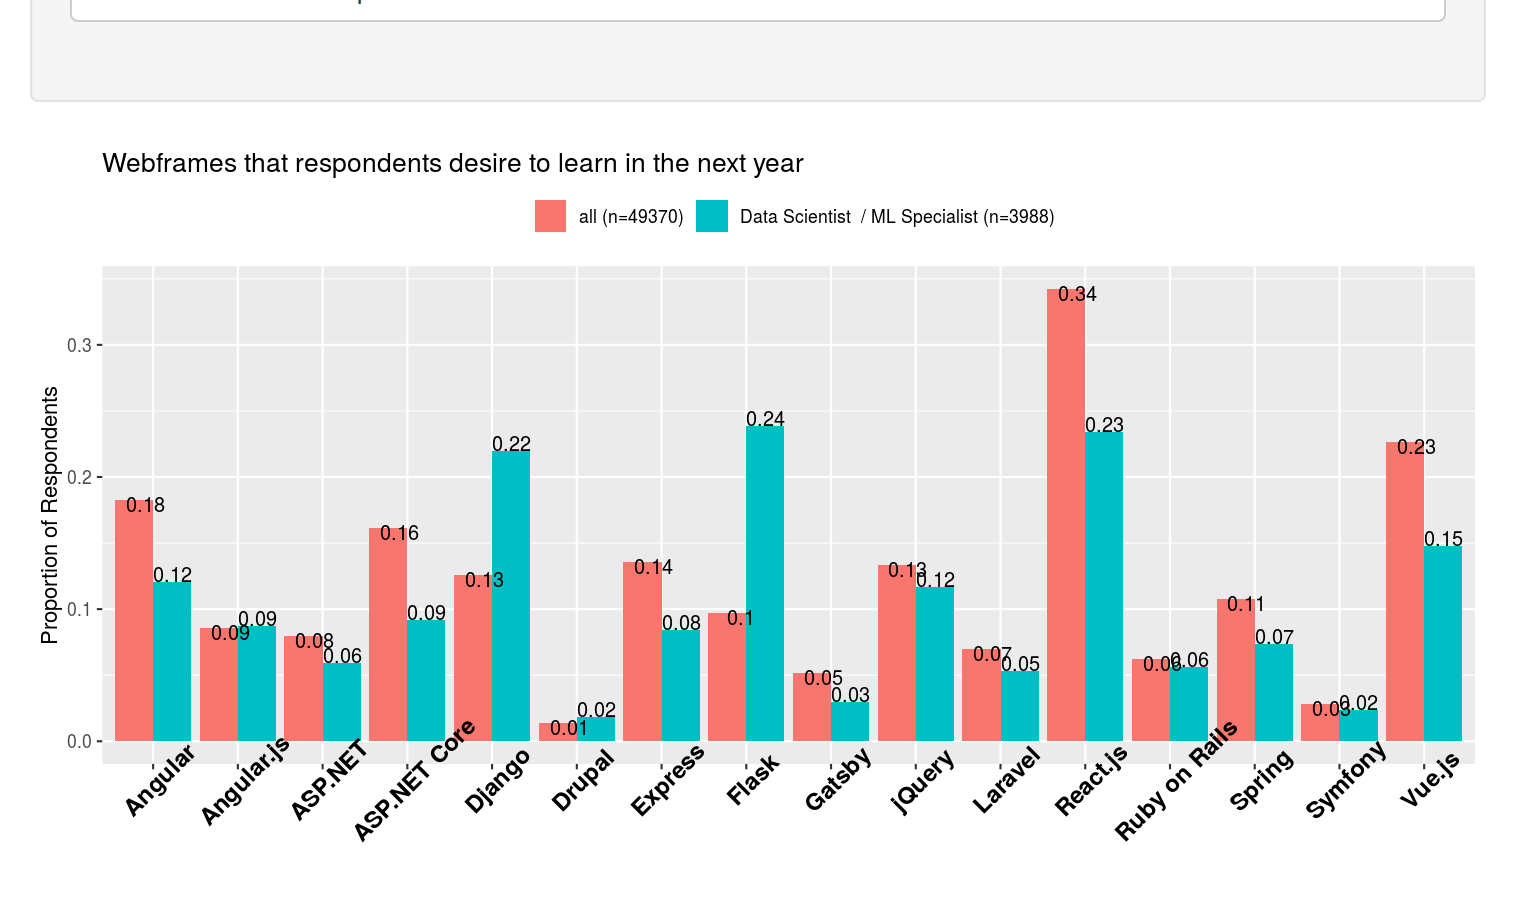 Webframes that respondents desire to learn in the next year
all (n=49370)
Data Scientist / ML Specialist (n=3988)
Proportion of Respondents
0.3
0.2
0.1
0.0
0.18
0.12
0.09
0.09
0.08
0.06
0.16
0.09
0.13
0.22
0.01
0.02
0.14
0.08
0.1
0.24
0.05
0.03
0.13
0.12
0.07
0.05
0.34
0.23
0.06
0.06
0.11
0.07
0.03
0.02
0.23
0.15
Angular
Angular.js
ASP.NET
ASP.NET Core
Django
Drupal
Express
Flask
Gatsby
jQuery
Laravel
React.js
Ruby on Rails
Spring
Symfony
Vue.js